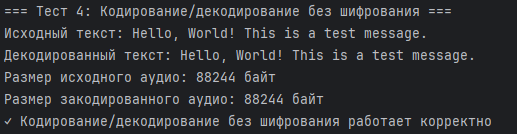 === Тест 4: Кодирование/декодирование без шифрования ===
Исходный текст: Hello, World! This is a test message.
Декодированный текст: Hello, World! This is a test message.
Размер исходного аудио: 88244 байт
Размер закодированного аудио: 88244 байт
✓ Кодирование/декодирование без шифрования работает корректно